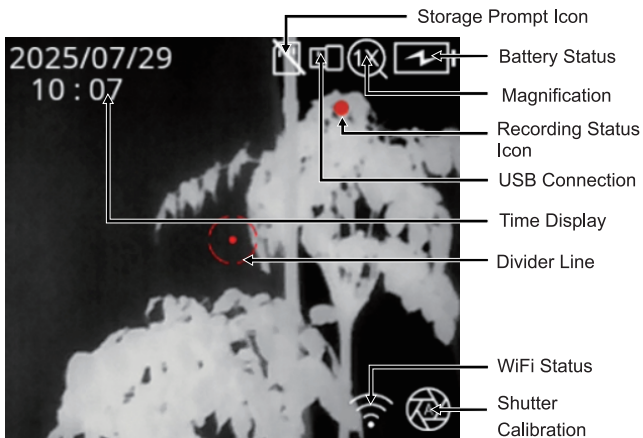 Storage Prompt Icon
2025/07/29
10 : 07
1X
Battery Status
Magnification
Recording Status
Icon
USB Connection
Time Display
Divider Line
WiFi Status
Shutter
Calibration
A